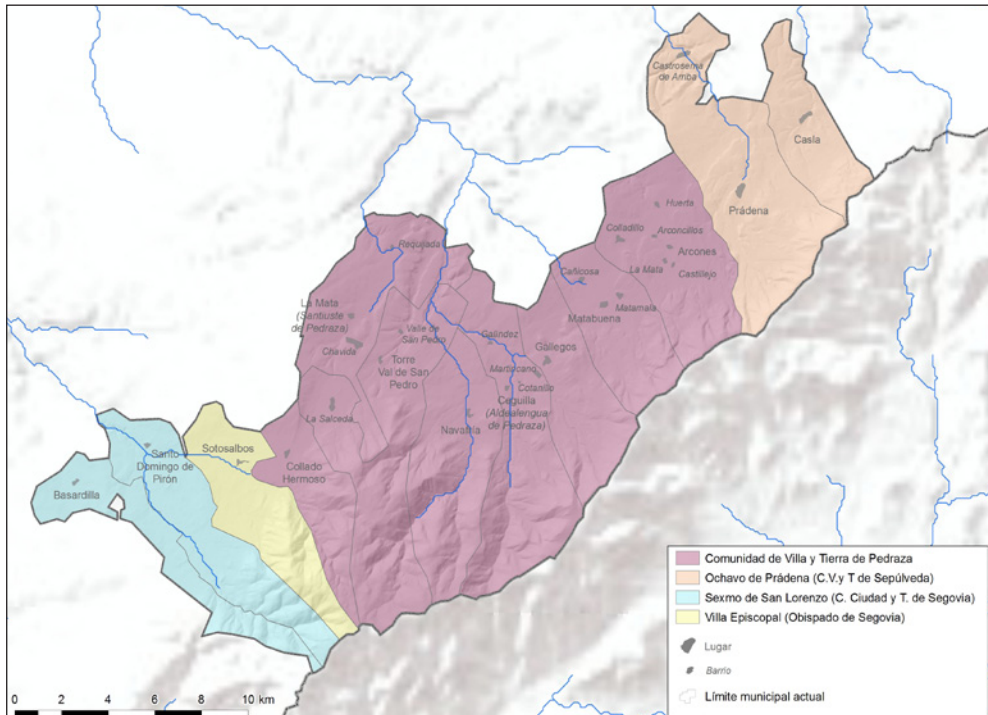 Castroserna
de Arriba
Casla
Prádena
Huerta
Colladillo
Arconcillos
Arcones
La Mata
Castillejo
Requijada
Cañicosa
Matamala
Matabuena
La Mata
(Santiuste
de Pedraza)
Valle de
San Pedro
Galíndez
Chavida
Gállegos
Torre
Val de San
Pedro
Martincano
Cotanillo
Ceguilla
(Aldealengua
de Pedraza)
La Salceda
Navafría
Sotosalbos
Santo
Domingo de
Pirón
Collado
Hermoso
Basardilla
Comunidad de Villa y Tierra de Pedraza
Ochavo de Prádena (C.V.y T de Sepúlveda)
Sexmo de San Lorenzo (C. Ciudad y T. de Segovia)
Villa Episcopal (Obispado de Segovia)
Lugar
Barrio
Límite municipal actual
0 2 4 6 8 10 km